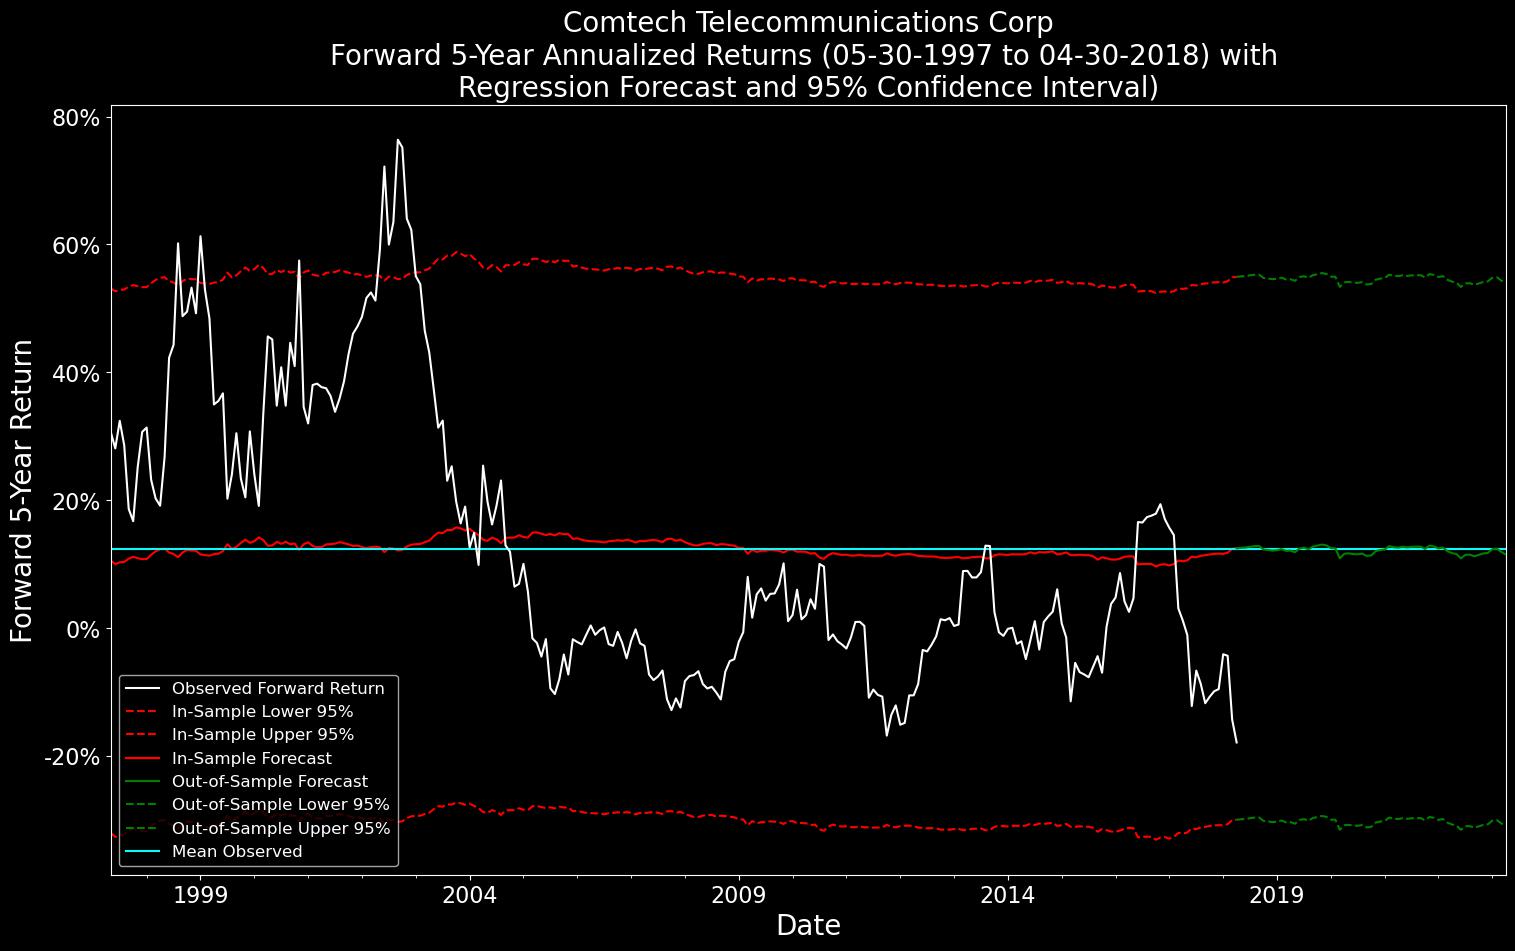 Comtech Telecommunications Corp
Forward 5-Year Annualized Returns (05-30-1997 to 04-30-2018) with
Regression Forecast and 95% Confidence Interval)
Forward 5-Year Return
80%
60%
40%
20%
0%
-20%
Observed Forward Return
In-Sample Lower 95%
In-Sample Upper 95%
In-Sample Forecast
Out-of-Sample Forecast
Out-of-Sample Lower 95%
Out-of-Sample Upper 95%
Mean Observed
1999 2004 2009 2014 2019
Date